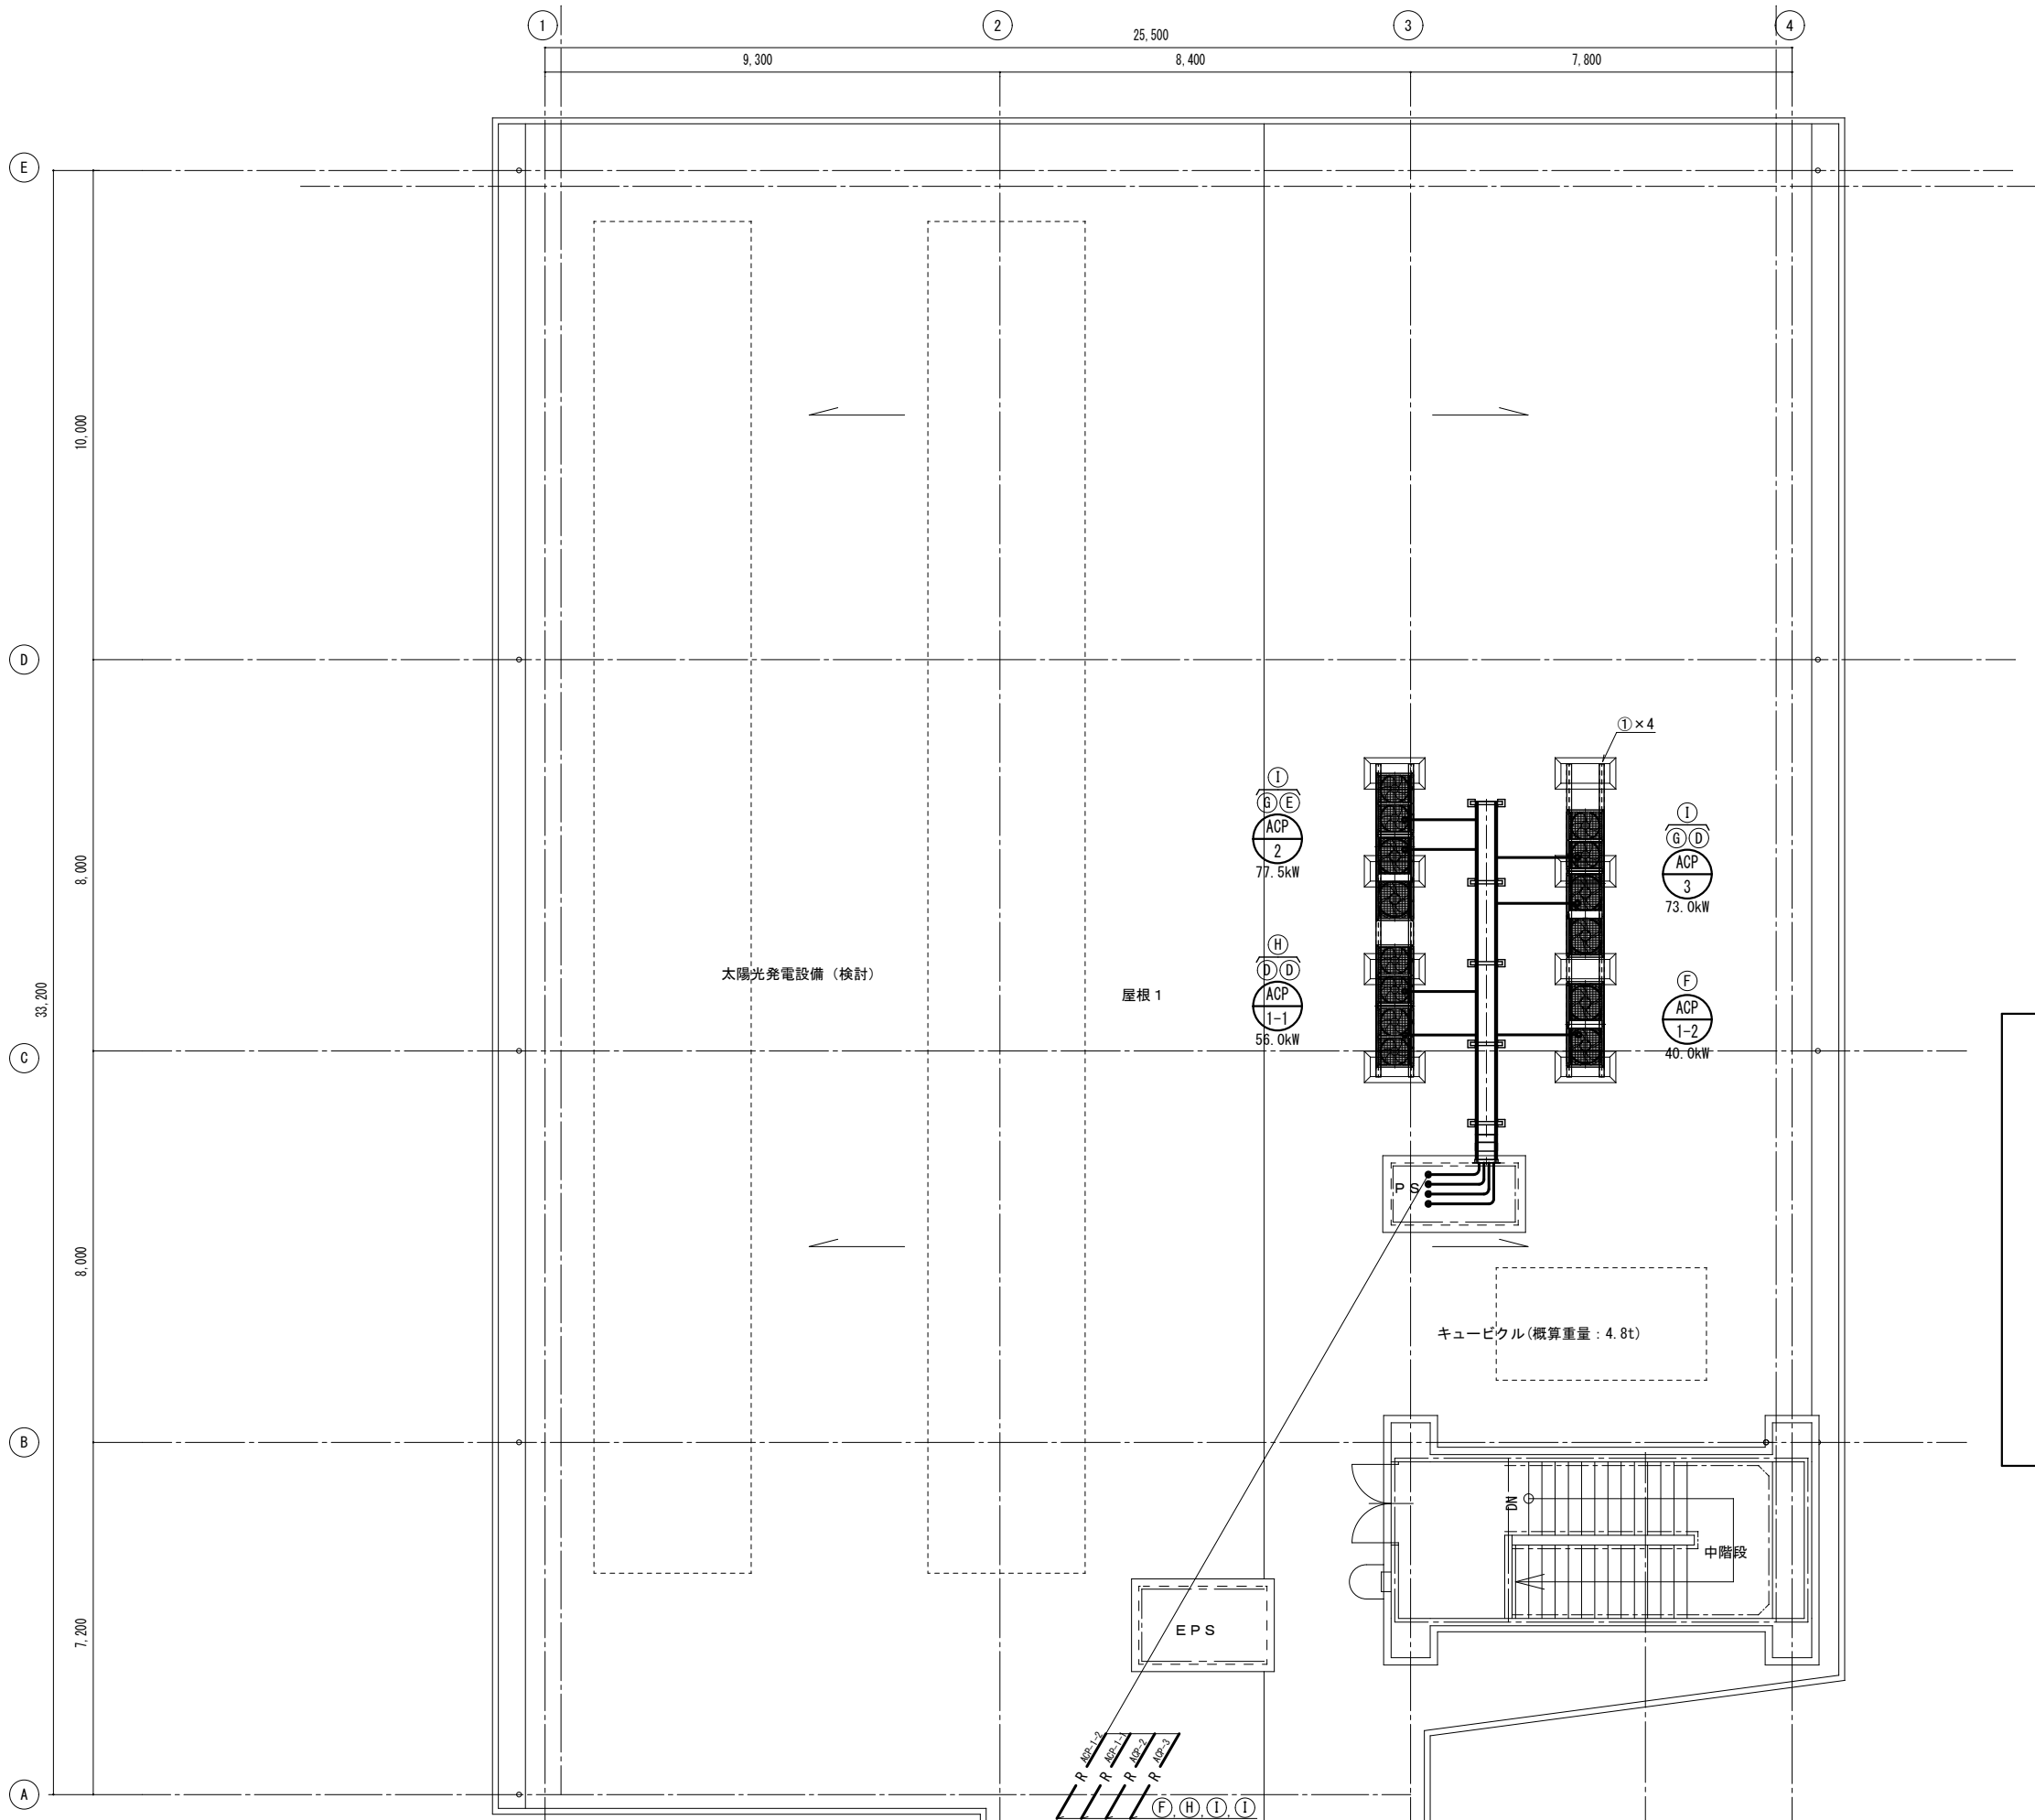 1
2
3
4
25,500
9,300
8,400
7,800
E
10,000
D
①×4
I
G E
ACP
2
77.5kW
I
G D
ACP
3
73.0kW
8,000
33,200
太陽光発電設備（検討）
屋根１
H
D D
ACP
1-1
56.0kW
F
ACP
1-2
40.0kW
C
ＰＳ
8,000
キュービクル(概算重量：4.8t)
B
DN
中階段
7,200
ＥＰＳ
ACP-1-2
ACP-1-1
ACP-2
ACP-3
R R R R
A
F, H, I, I